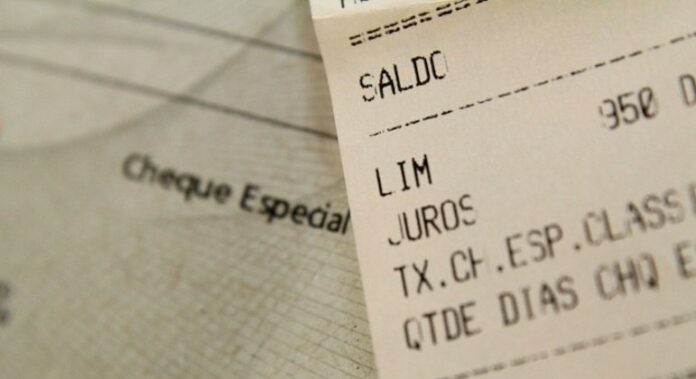 Cheque Especial
SALDO
950 D
LIM
JUROS
TX.CH.ESP.CLASS
QTDE DIAS CHQ E